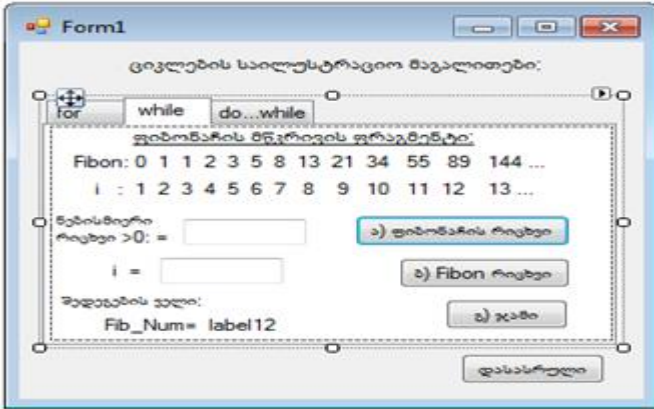 Form1
ციკლების საილუსტრაციო მაგალითები:
for while do...while
ფიბონაჩის მწკრივის ფრაგმენტი:
Fibon: 0 1 1 2 3 5 8 13 21 34 55 89 144 ...
i : 1 2 3 4 5 6 7 8 9 10 11 12 13 ...
ნებისმიერი
რიცხვი >0: =
ა) ფიბონაჩის რიცხვი
i =
ბ) Fibon რიცხვი
შედეგების ველი:
გ) ჯამი
Fib_Num= label12
დასასრული